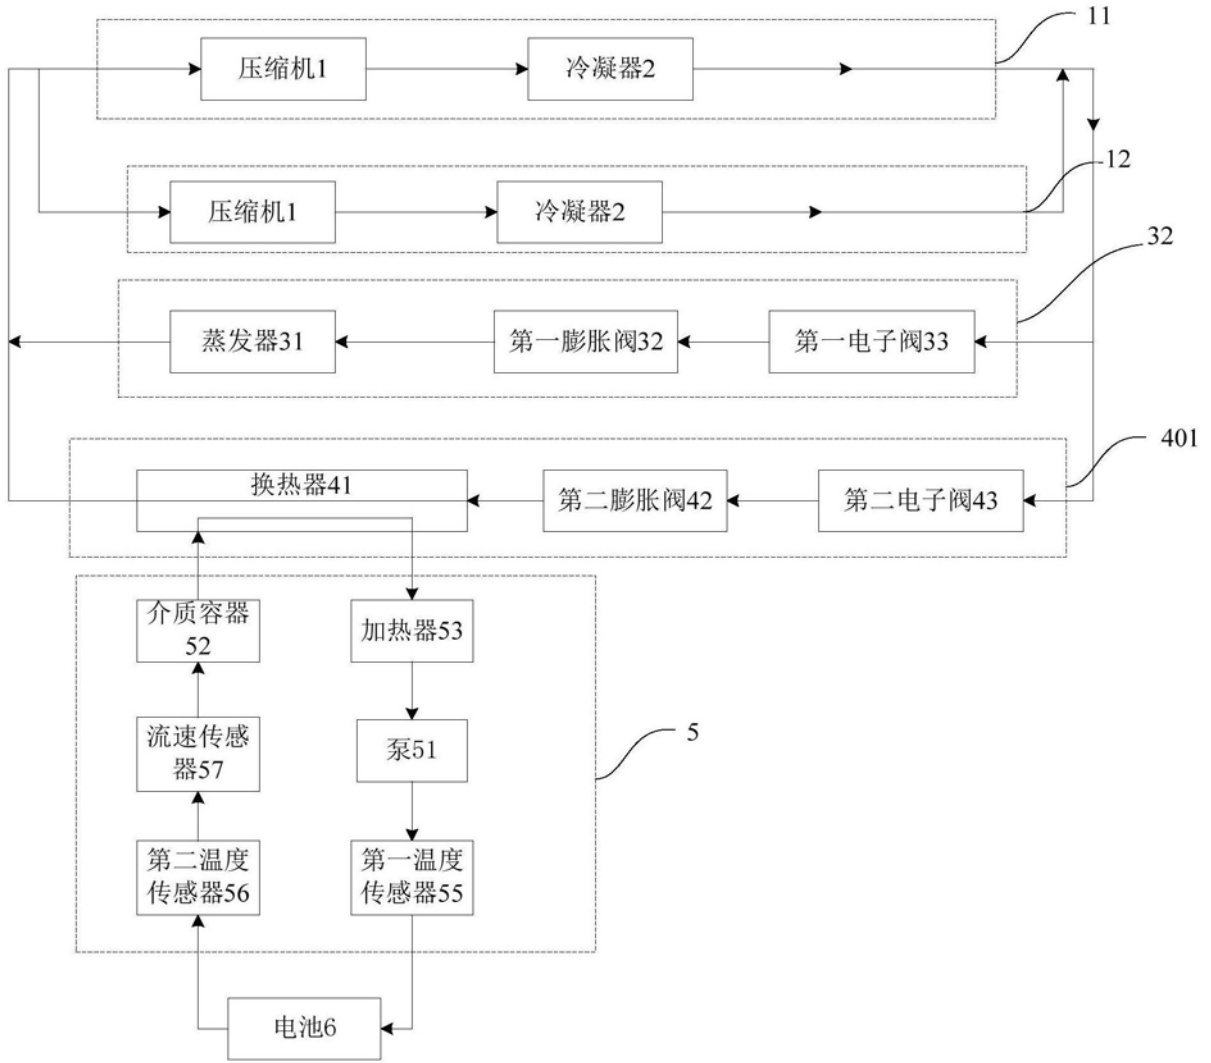 11
压缩机1
冷凝器2
12
压缩机1
冷凝器2
32
蒸发器31
第一膨胀阀32
第一电子阀33
401
换热器41
第二膨胀阀42
第二电子阀43
介质容器
52
加热器53
流速传感
器57
泵51
5
第二温度
传感器56
第一温度
传感器55
电池6